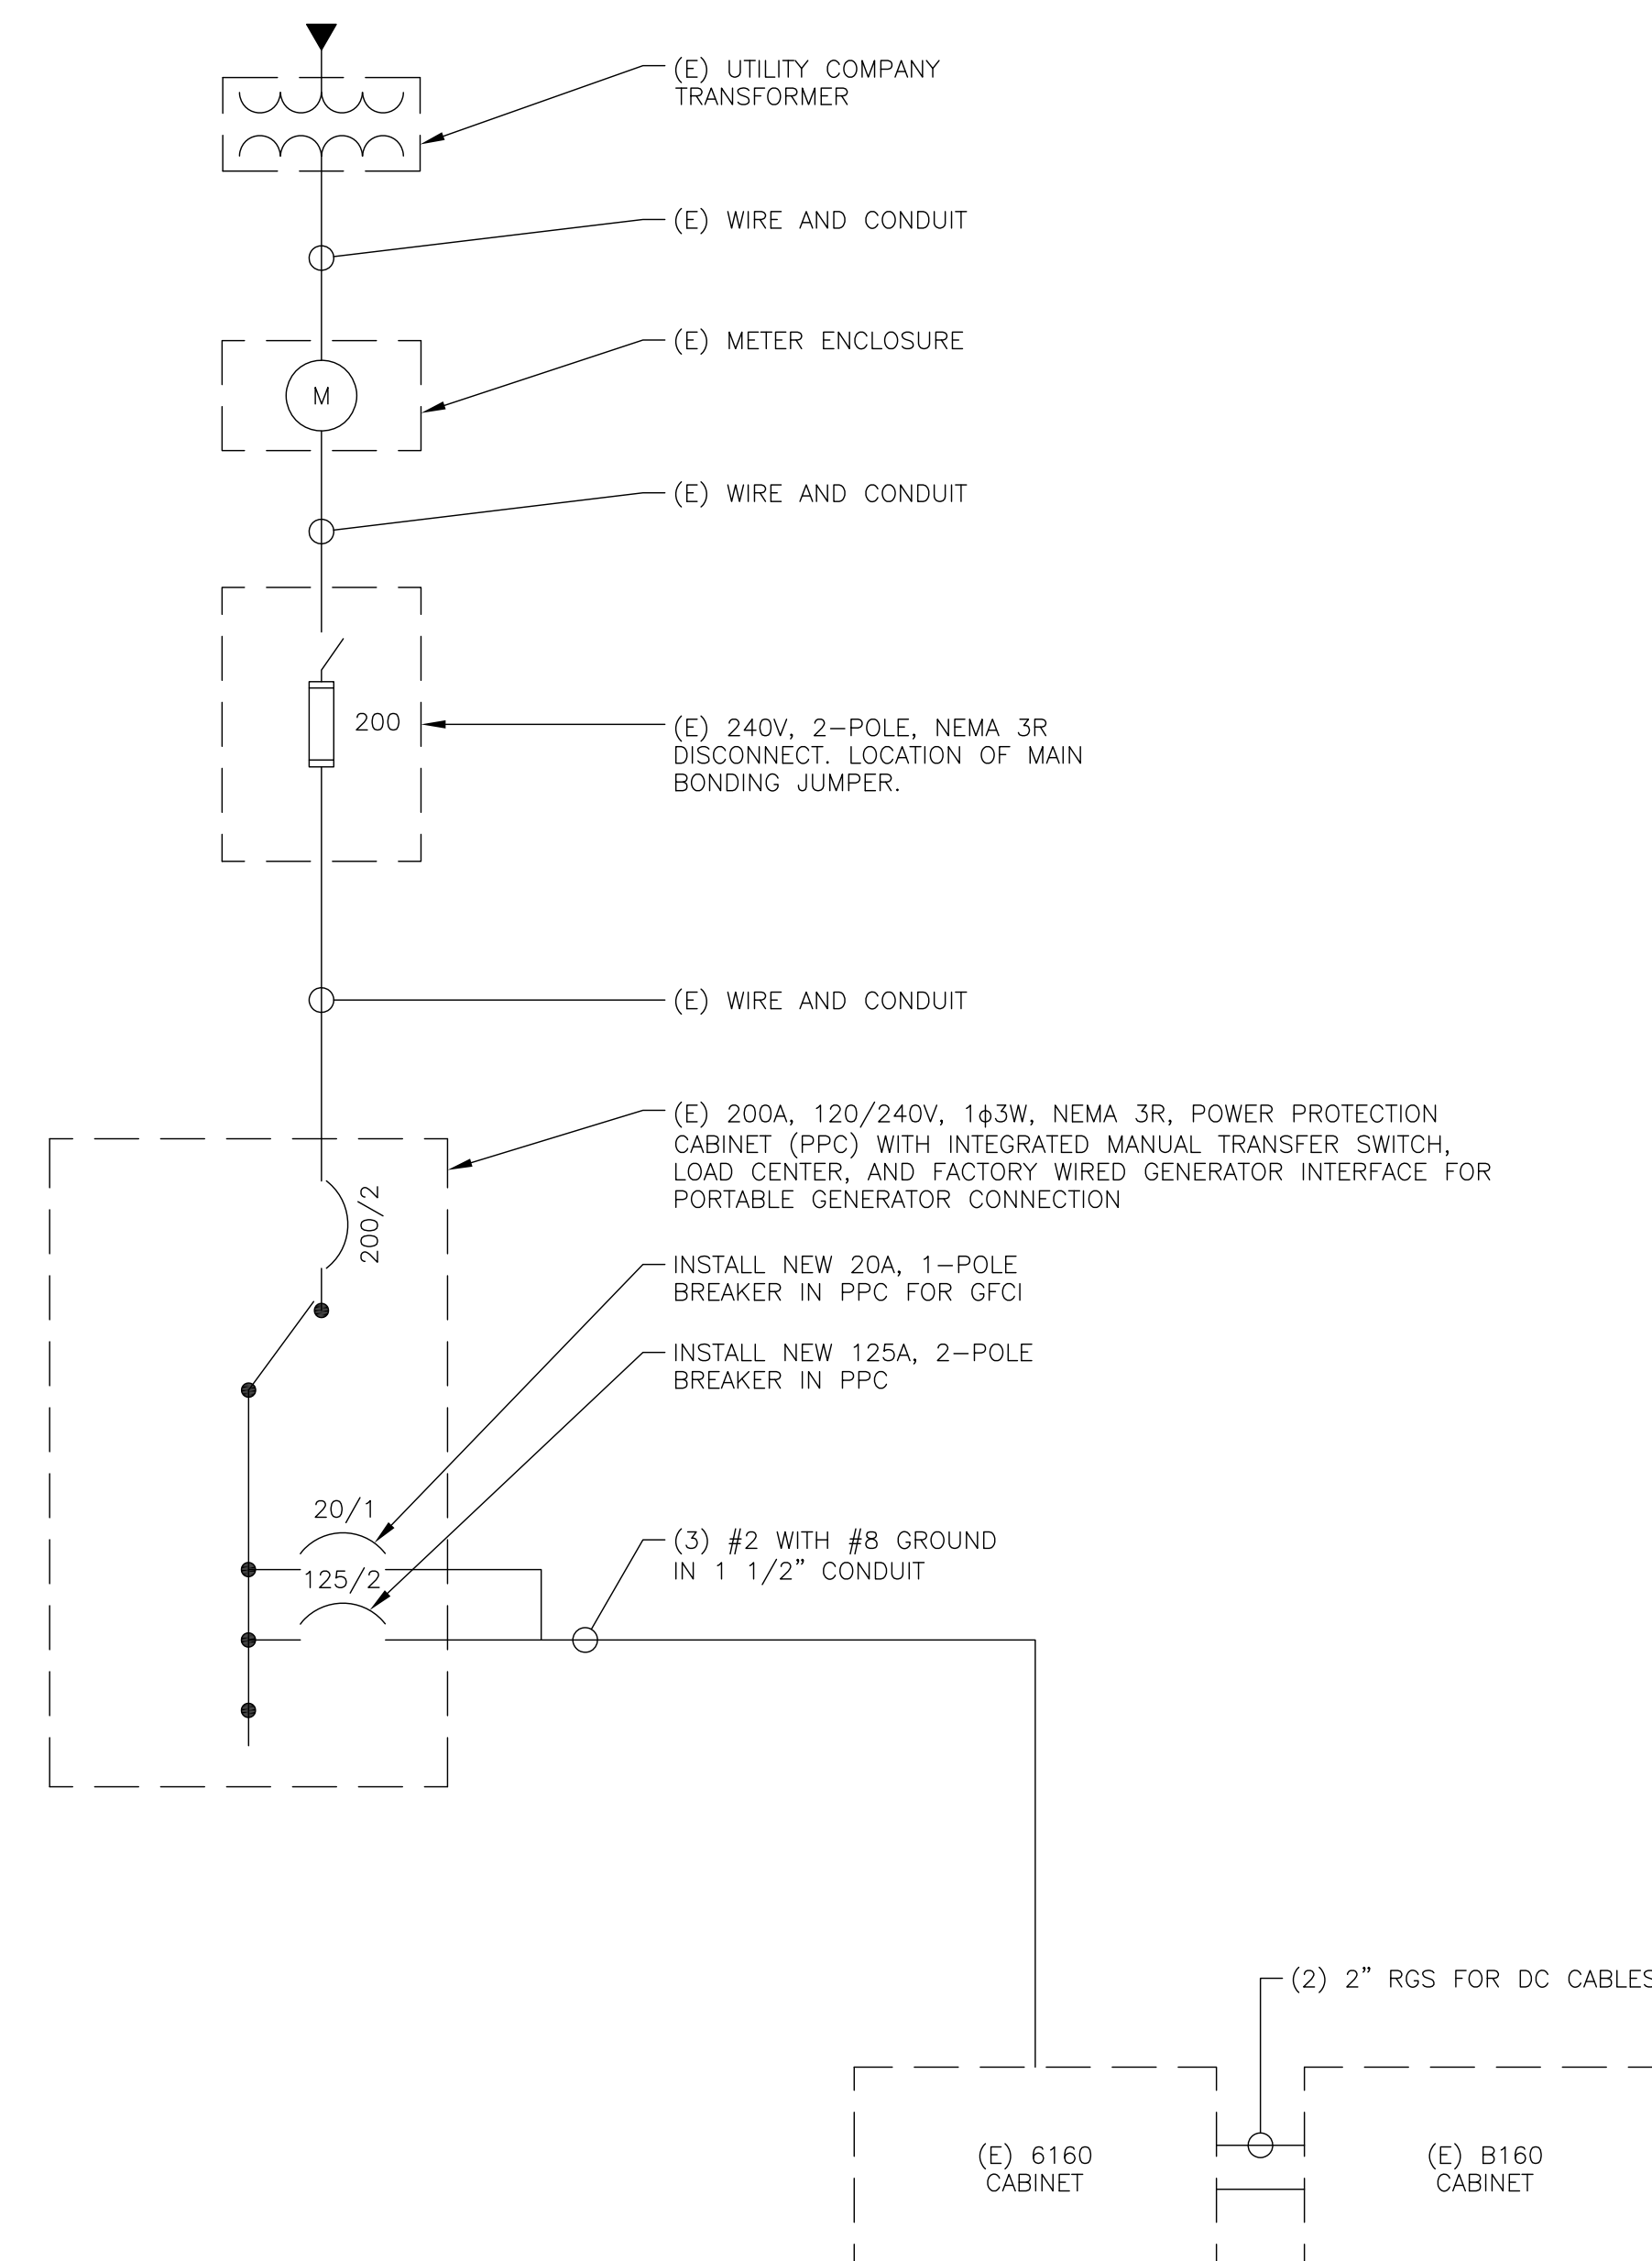 (E) UTILITY COMPANY
TRANSFORMER
(E) WIRE AND CONDUIT
(E) METER ENCLOSURE
M
(E) WIRE AND CONDUIT
200
(E) 240V, 2-POLE, NEMA 3R
DISCONNECT. LOCATION OF MAIN
BONDING JUMPER.
(E) WIRE AND CONDUIT
(E) 200A, 120/240V, 1ϕ3W, NEMA 3R, POWER PROTECTION
CABINET (PPC) WITH INTEGRATED MANUAL TRANSFER SWITCH,
LOAD CENTER, AND FACTORY WIRED GENERATOR INTERFACE FOR
PORTABLE GENERATOR CONNECTION
200/2
INSTALL NEW 20A, 1-POLE
BREAKER IN PPC FOR GFCI
INSTALL NEW 125A, 2-POLE
BREAKER IN PPC
20/1
125/2
(3) #2 WITH #8 GROUND
IN 1 1/2" CONDUIT
(2) 2" RGS FOR DC CABLES
(E) 6160
CABINET
(E) B160
CABINET